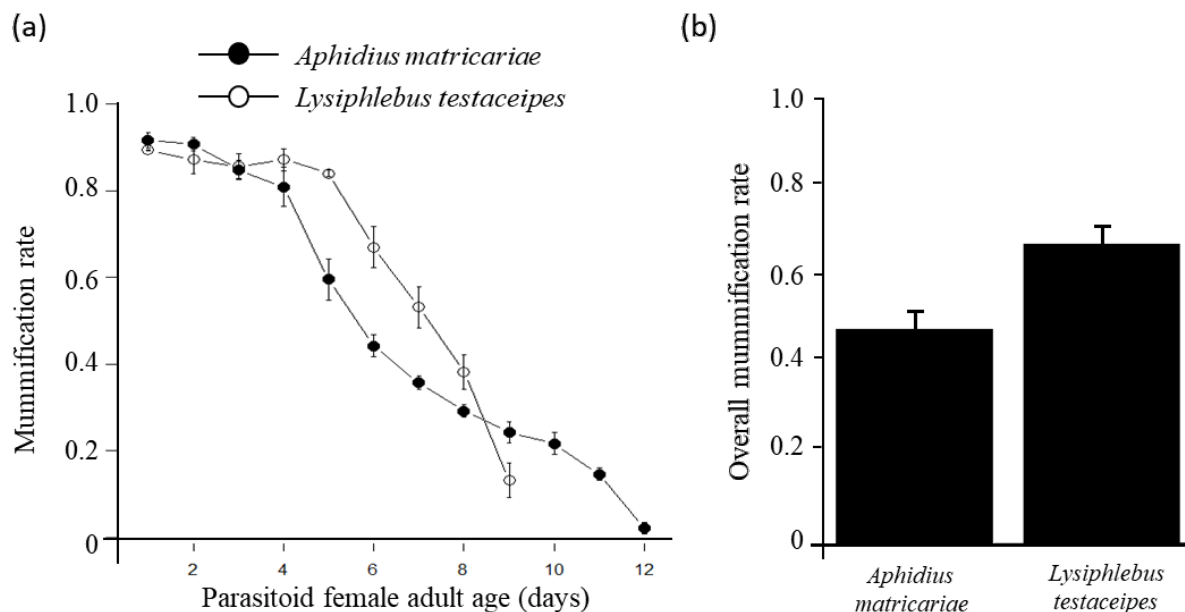 (a)
Aphidius matricariae
Lysiphlebus testaceipes
1.0
0.8
0.6
0.4
0.2
0
Mummification rate
2 4 6 8 10 12
Parasitoid female adult age (days)
(b)
1.0
0.8
0.6
0.4
0.2
0
Overall mummification rate
Aphidius
matricariae
Lysiphlebus
testaceipes